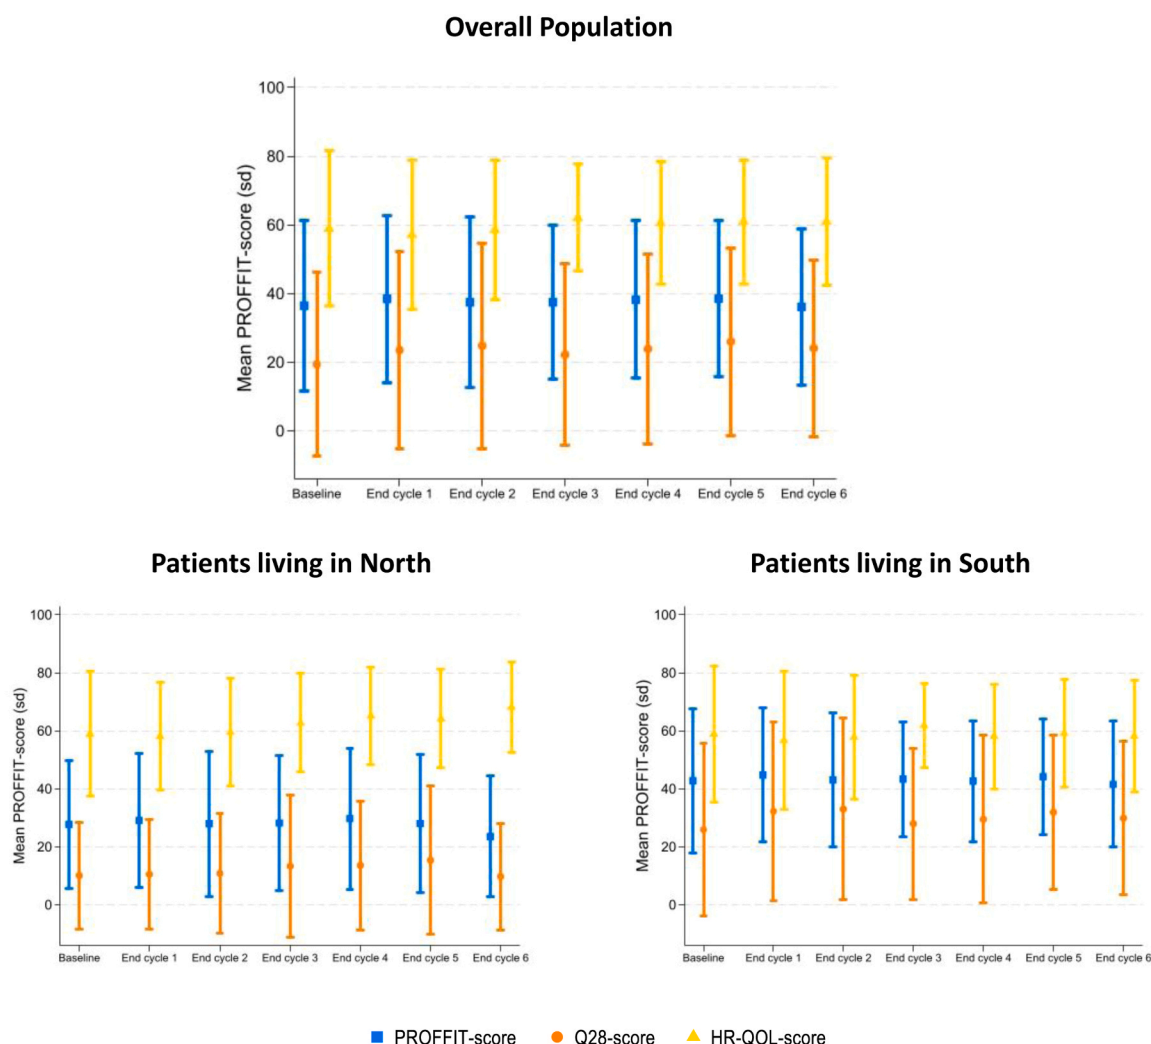 Overall Population
Mean PROFFIT-score (sd)
100
80
60
40
20
0
Baseline End cycle 1 End cycle 2 End cycle 3 End cycle 4 End cycle 5 End cycle 6
Patients living in North
Mean PROFFIT-score (sd)
100
80
60
40
20
0
Baseline End cycle 1 End cycle 2 End cycle 3 End cycle 4 End cycle 5 End cycle 6
Patients living in South
Mean PROFFIT-score (sd)
100
80
60
40
20
0
Baseline End cycle 1 End cycle 2 End cycle 3 End cycle 4 End cycle 5 End cycle 6
PROFFIT-score Q28-score HR-QOL-score